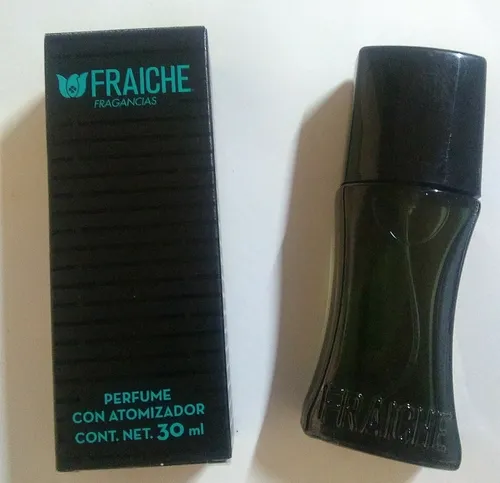 FRAICHE
FRAGANCIAS
PERFUME
CON ATOMIZADOR
CONT. NET. 30 ml
FRAICHE